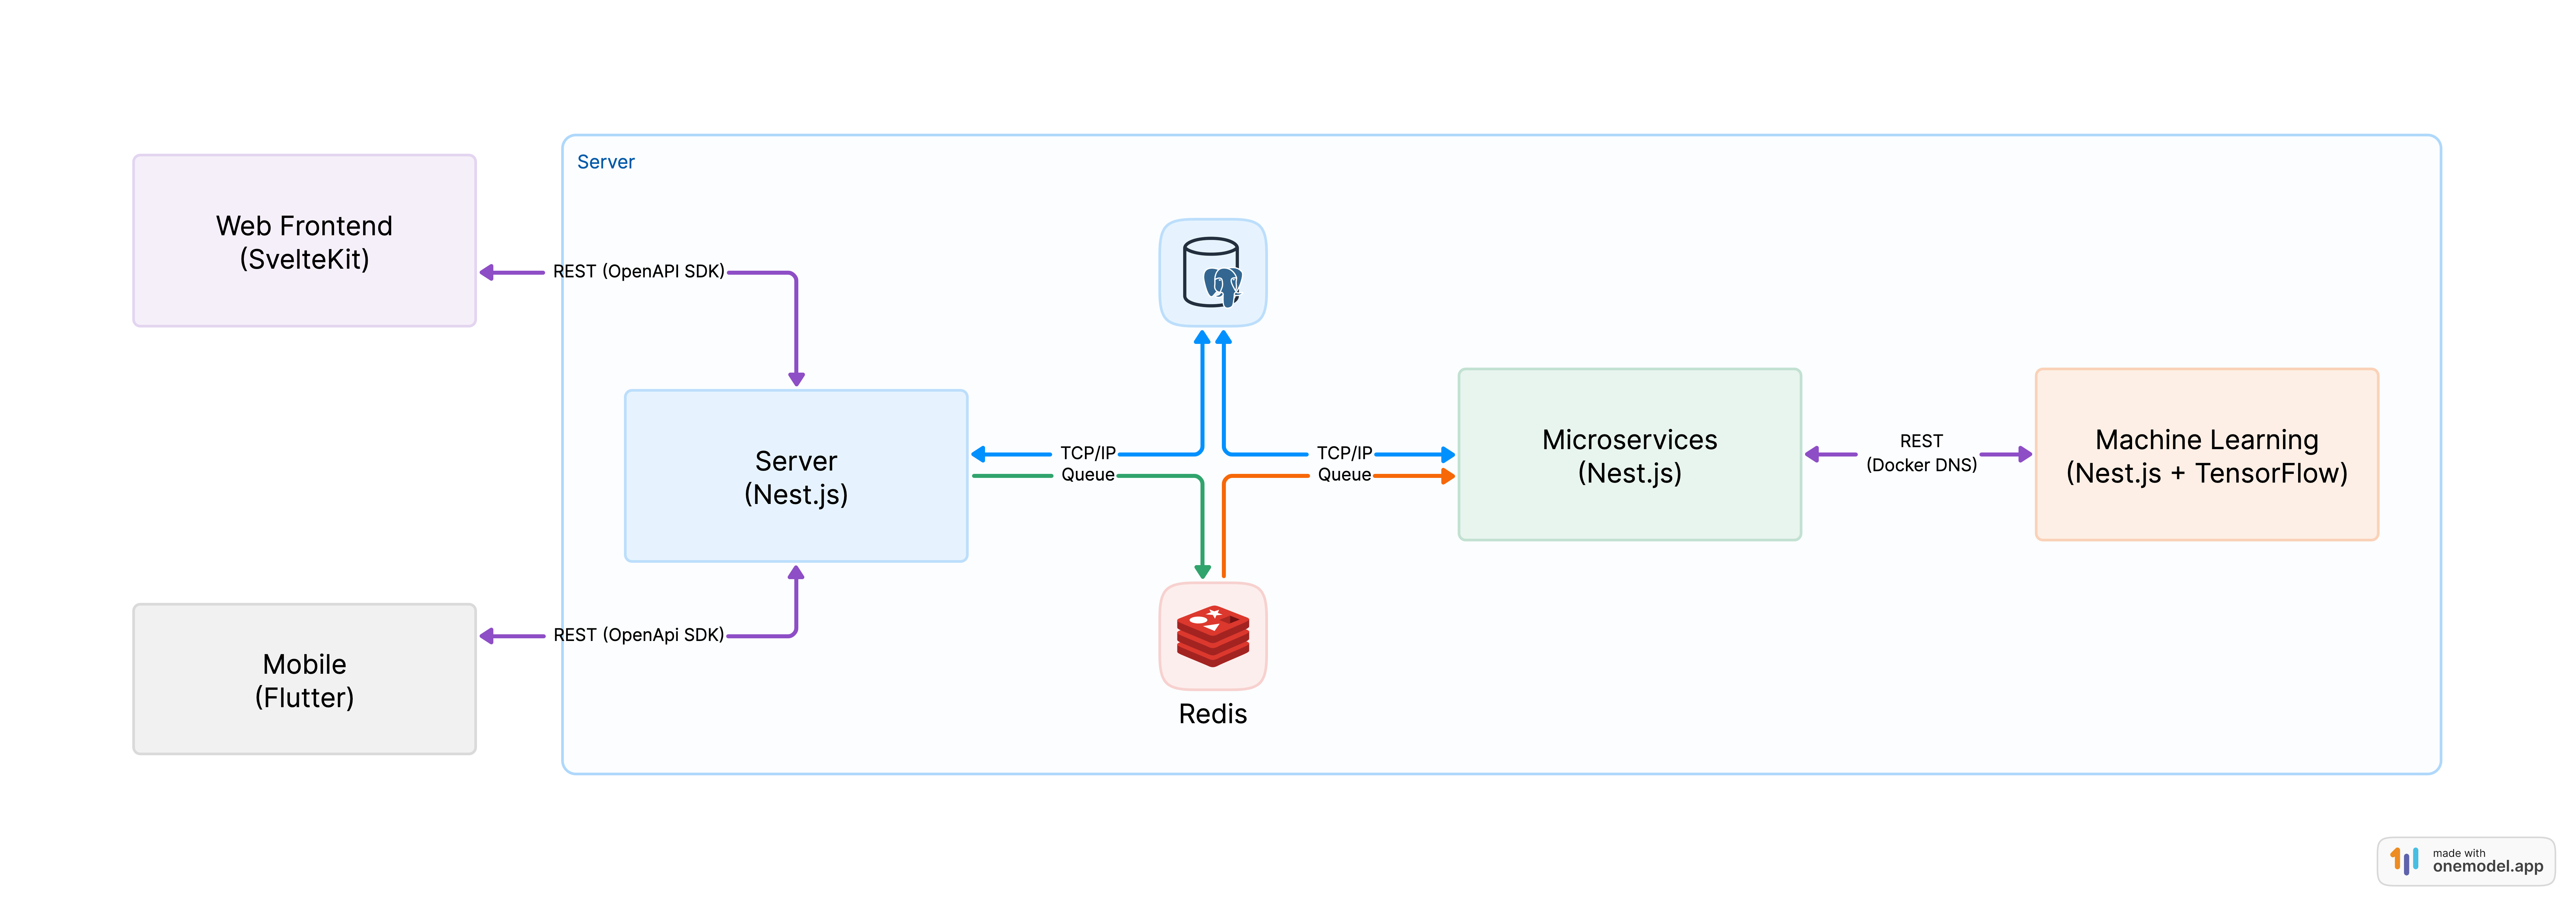 Server
Web Frontend
(SvelteKit)
REST (OpenAPI SDK)
Server
(Nest.js)
TCP/IP
Queue
TCP/IP
Queue
Microservices
(Nest.js)
REST
(Docker DNS)
Machine Learning
(Nest.js + TensorFlow)
REST (OpenApi SDK)
Mobile
(Flutter)
Redis
made with
onemodel.app